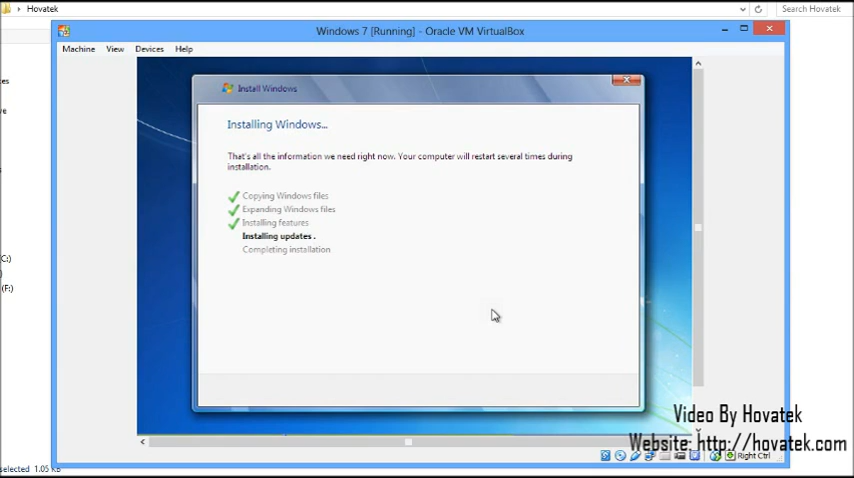 Hovatek
Search Hovatek
Windows 7 [Running] - Oracle VM VirtualBox
Machine View Devices Help
Install Windows
Installing Windows...
That's all the information we need right now. Your computer will restart several times during
installation.
Copying Windows files
Expanding Windows files
Installing features
Installing updates .
Completing installation
C:)
(F:)
Video By Hovatek
Website: http://hovatek.com
Right Ctrl
selected 1.05 KB